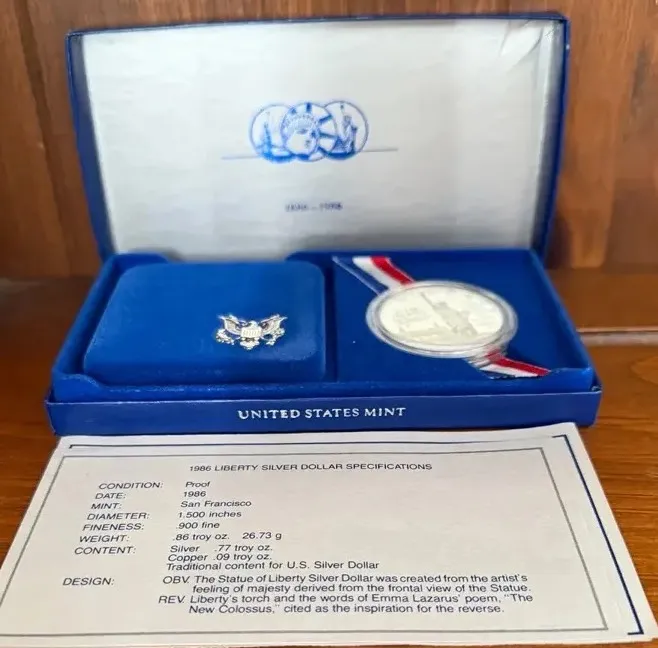 1886 – 1986
UNITED STATES MINT
1986 LIBERTY SILVER DOLLAR SPECIFICATIONS
CONDITION: Proof
DATE: 1986
MINT: San Francisco
DIAMETER: 1.500 inches
FINENESS: .900 fine
WEIGHT: .86 troy oz. 26.73 g
CONTENT: Silver .77 troy oz.
Copper .09 troy oz.
Traditional content for U.S. Silver Dollar
DESIGN: OBV. The Statue of Liberty Silver Dollar was created from the artist's
feeling of majesty derived from the frontal view of the Statue.
REV. Liberty's torch and the words of Emma Lazarus' poem, "The
New Colossus," cited as the inspiration for the reverse.